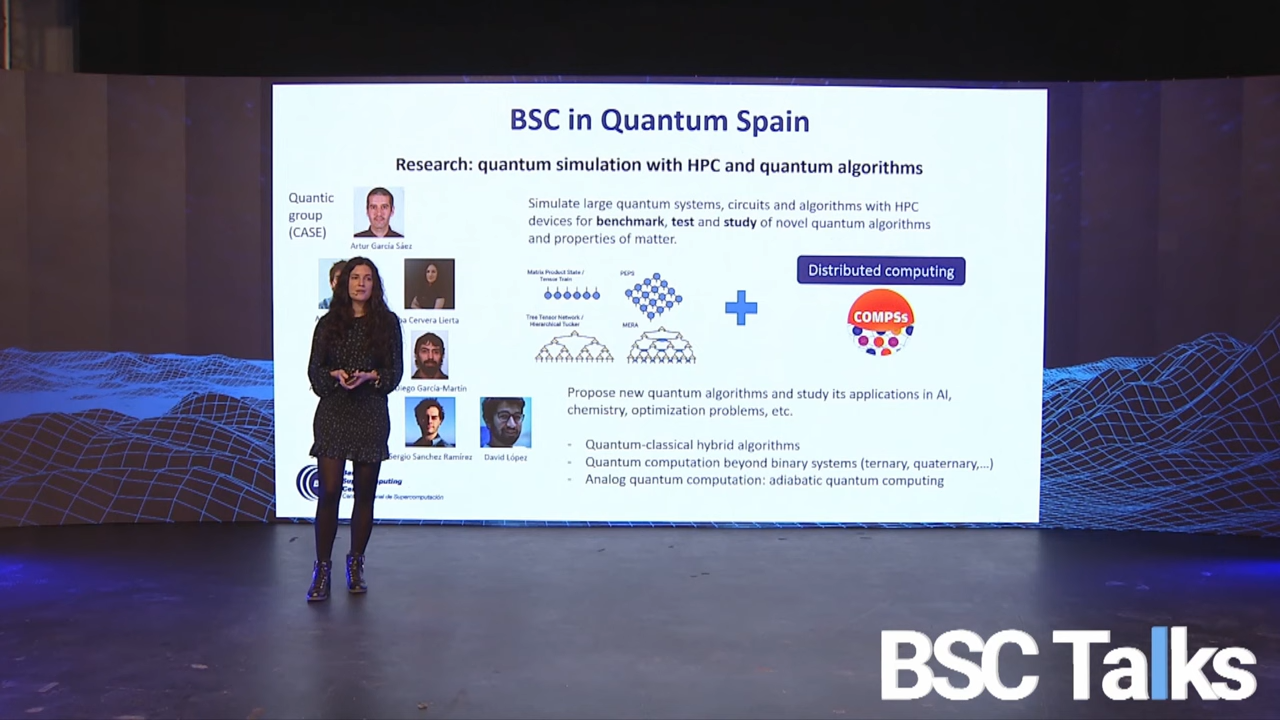 BSC in Quantum Spain
Research: quantum simulation with HPC and quantum algorithms
Quantic
group
(CASE)
Artur García Sáez
Cervera Lierta
Diego García-Martín
Sergio Sanchez Ramírez
David López
Simulate large quantum systems, circuits and algorithms with HPC
devices for benchmark, test and study of novel quantum algorithms
and properties of matter.
Matrix Product State /
Tensor Train
PEPS
Tree Tensor Network /
Hierarchical Tucker
MERA
Distributed computing
COMPSs
Propose new quantum algorithms and study its applications in AI,
chemistry, optimization problems, etc.
- Quantum-classical hybrid algorithms
- Quantum computation beyond binary systems (ternary, quaternary,...)
- Analog quantum computation: adiabatic quantum computing
de Supercomputación
BSC Talks